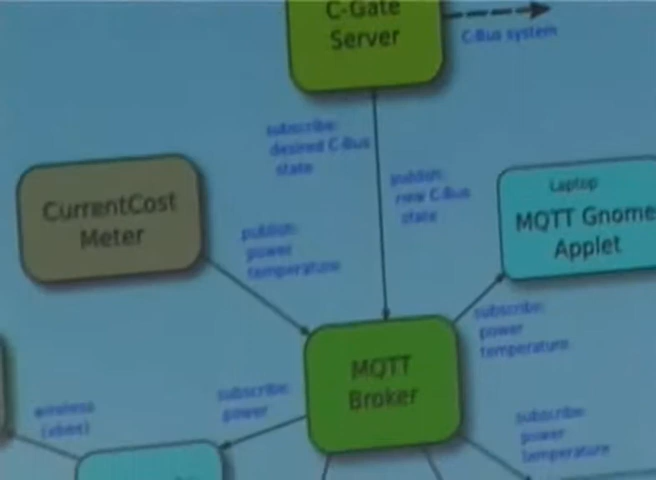 C-Gate
Server
C-Bus system
subscribe:
desired C-Bus
state
publish:
new C-Bus
state
CurrentCost
Meter
publish:
power
temperature
Laptop
MQTT Gnome
Applet
subscribe:
power
temperature
MQTT
Broker
subscribe:
power
wireless
(xbee)
subscribe:
power
temperature